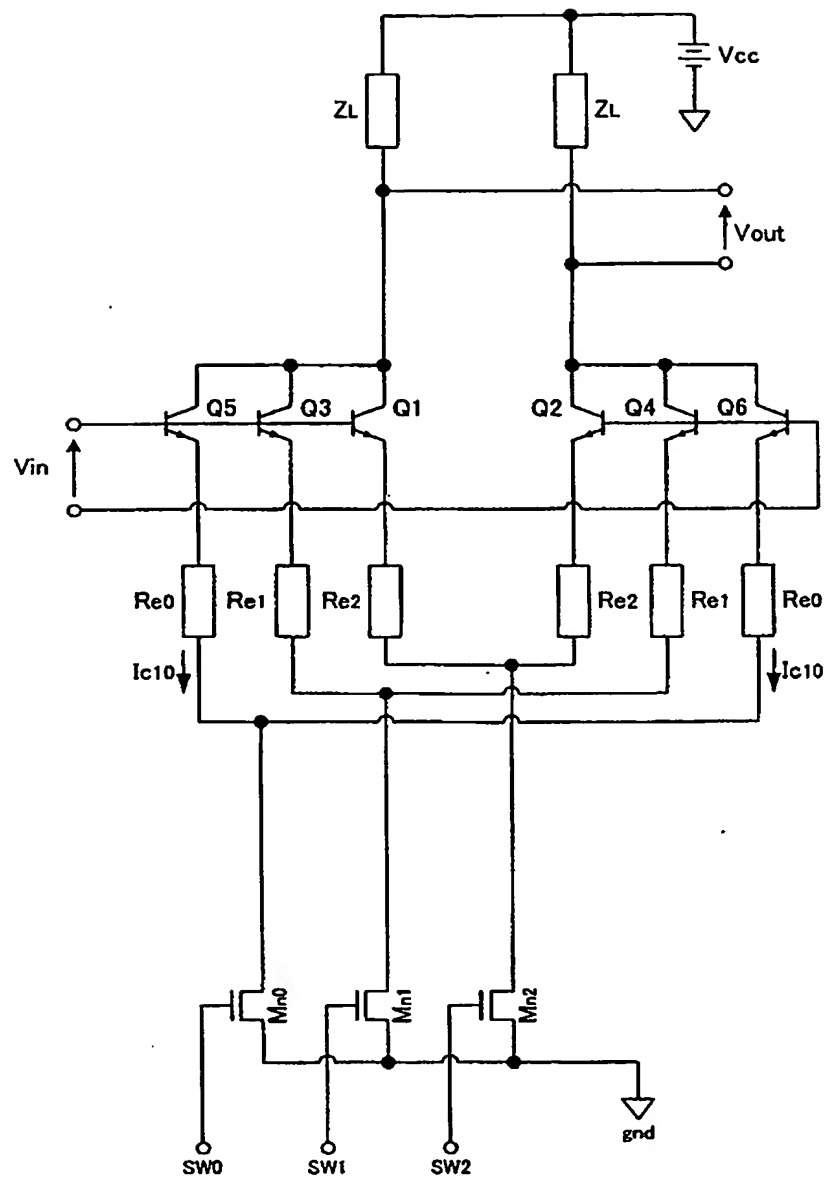 Vcc
ZL
ZL
Vout
Q5
Q3
Q1
Q2
Q4
Q6
Vin
Re0
Re1
Re2
Re2
Re1
Re0
Ic10
Ic10
Mn0
Mn1
Mn2
gnd
SW0
SW1
SW2